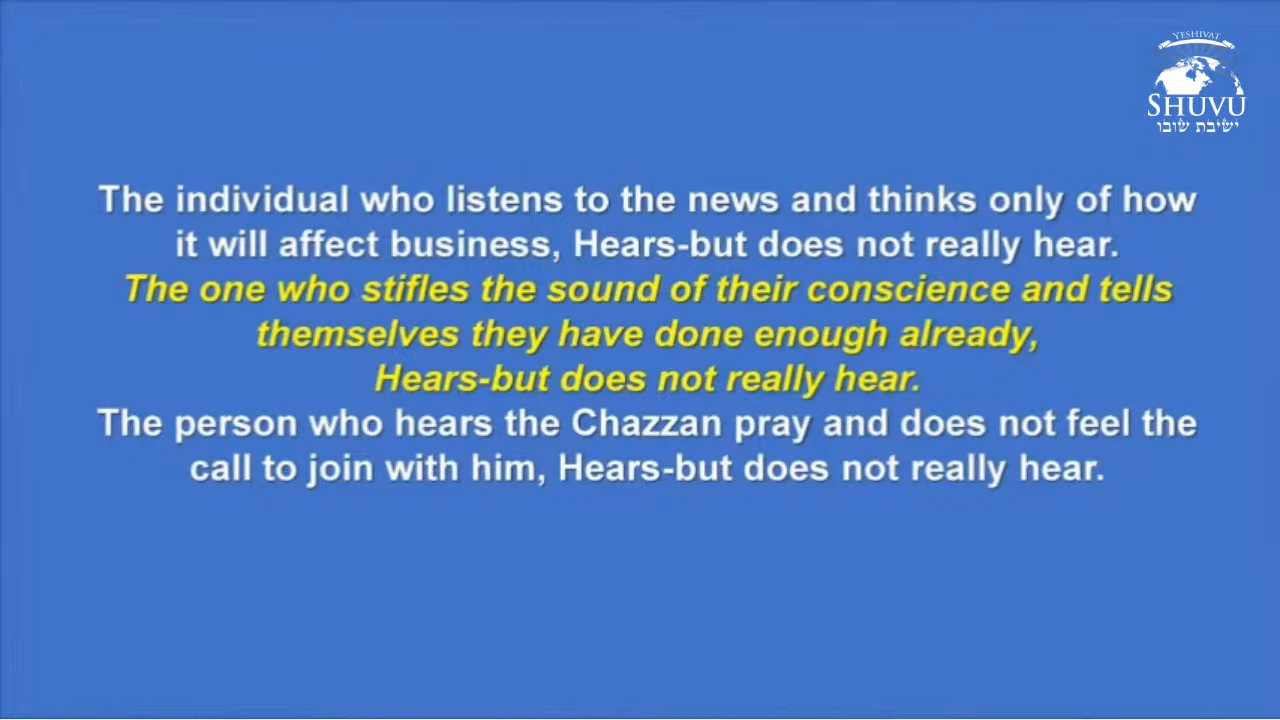 YESHIVAT
SHUVU
ישיבת שובו
The individual who listens to the news and thinks only of how
it will affect business, Hears-but does not really hear.
The one who stifles the sound of their conscience and tells
themselves they have done enough already,
Hears-but does not really hear.
The person who hears the Chazzan pray and does not feel the
call to join with him, Hears-but does not really hear.